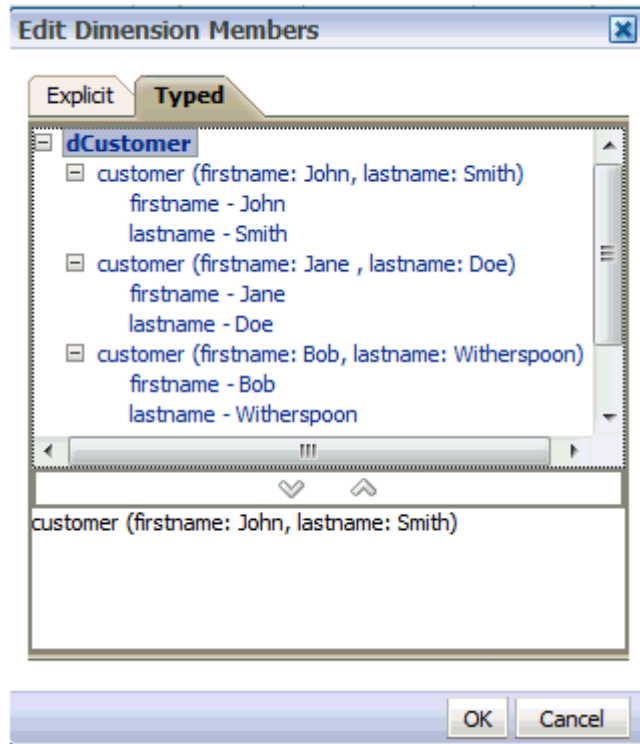 Edit Dimension Members
Explicit Typed
dCustomer
customer (firstname: John, lastname: Smith)
firstname - John
lastname - Smith
customer (firstname: Jane , lastname: Doe)
firstname - Jane
lastname - Doe
customer (firstname: Bob, lastname: Witherspoon)
firstname - Bob
lastname - Witherspoon
customer (firstname: John, lastname: Smith)
OK Cancel